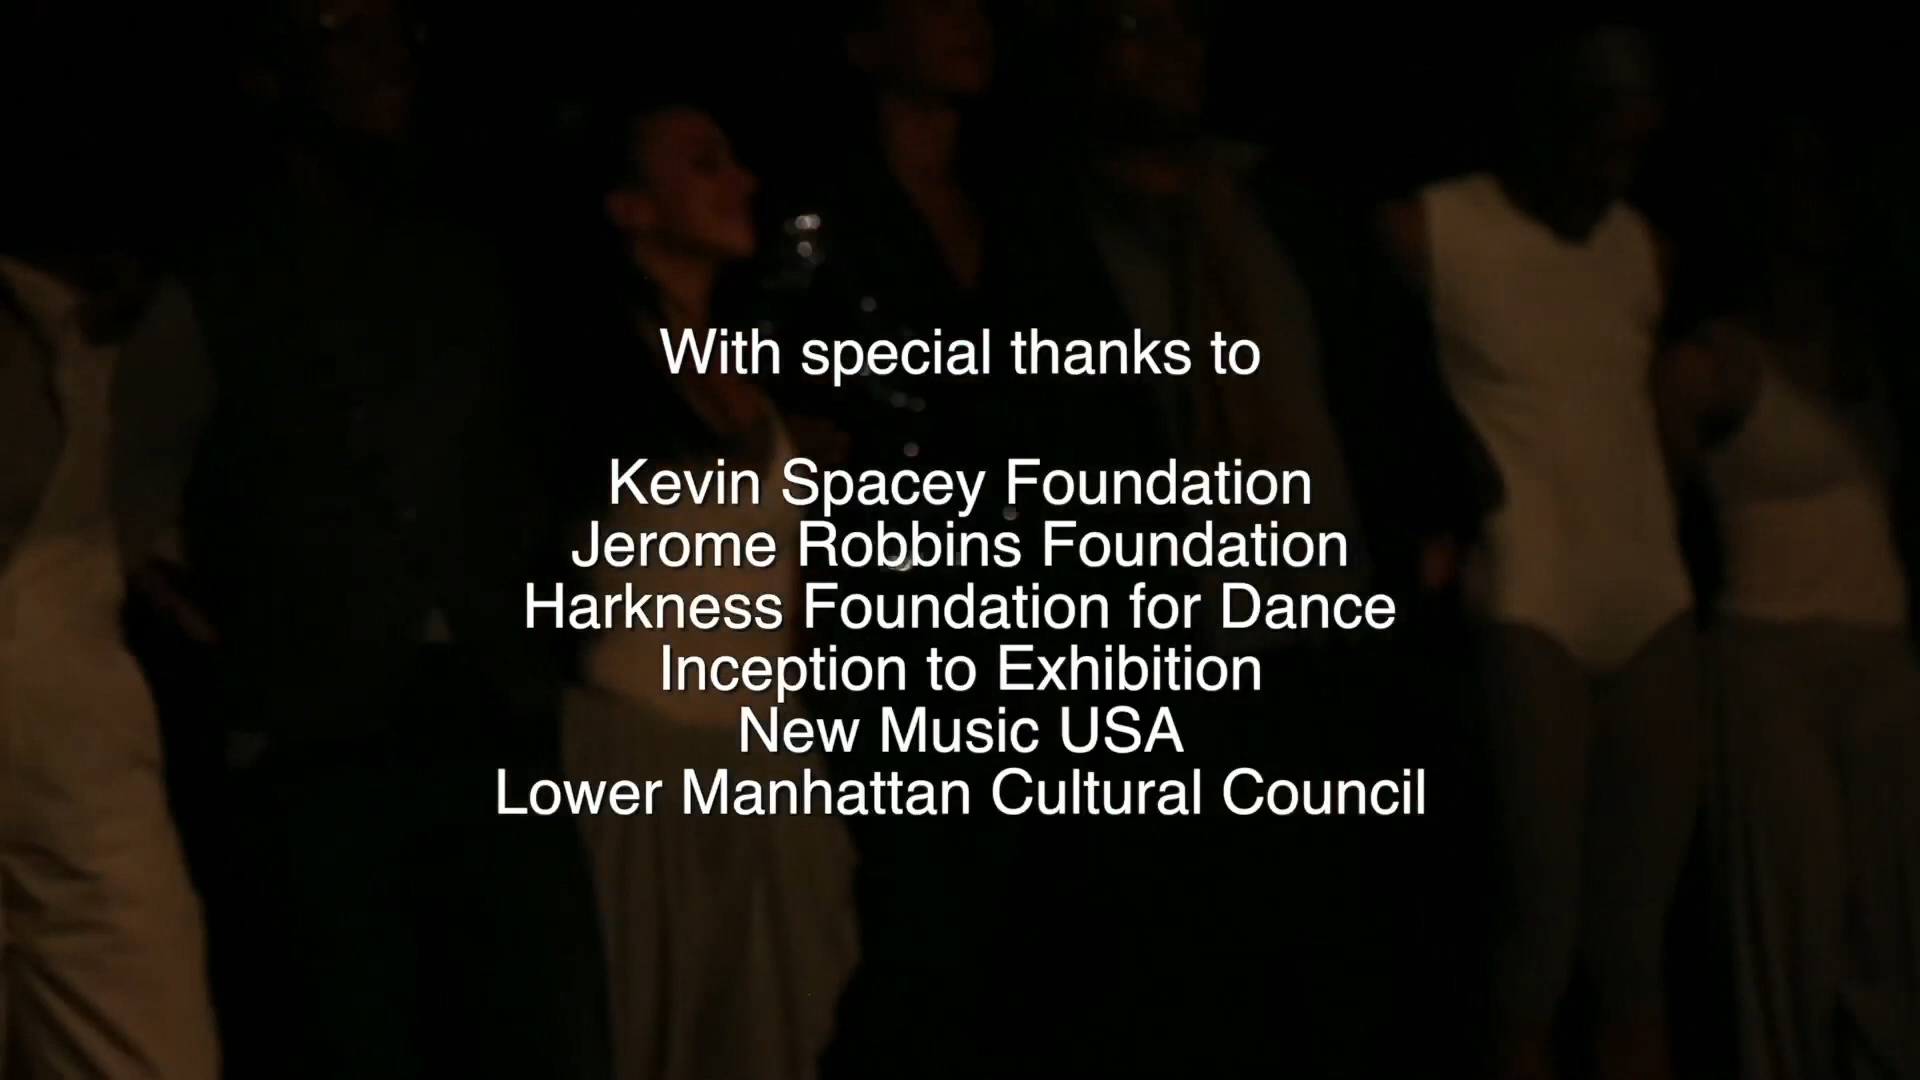 With special thanks to
Kevin Spacey Foundation
Jerome Robbins Foundation
Harkness Foundation for Dance
Inception to Exhibition
New Music USA
Lower Manhattan Cultural Council